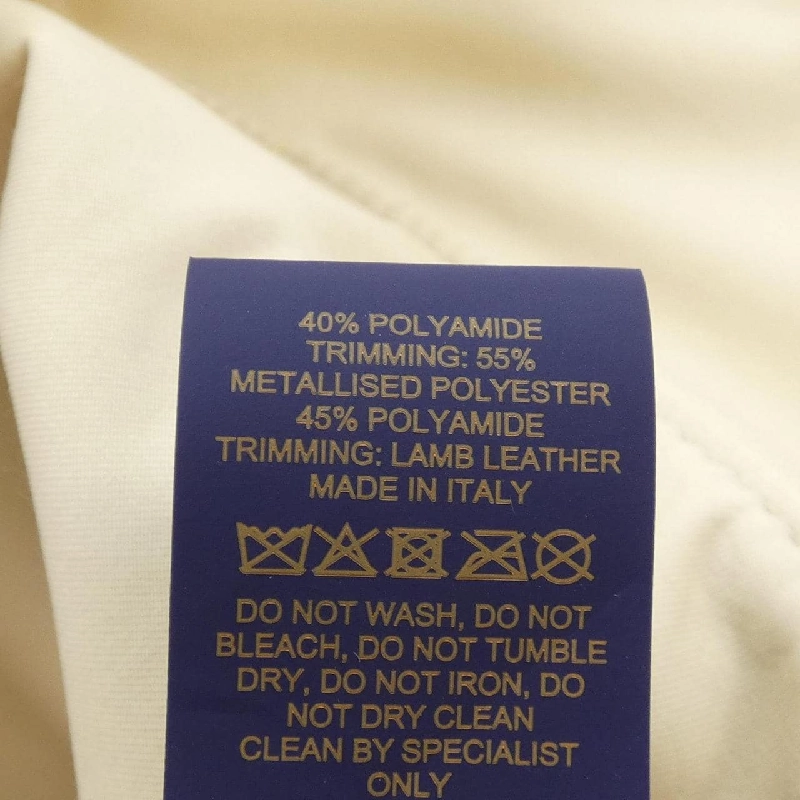 40% POLYAMIDE
TRIMMING: 55%
METALLISED POLYESTER
45% POLYAMIDE
TRIMMING: LAMB LEATHER
MADE IN ITALY
DO NOT WASH, DO NOT
BLEACH, DO NOT TUMBLE
DRY, DO NOT IRON, DO
NOT DRY CLEAN
CLEAN BY SPECIALIST
ONLY